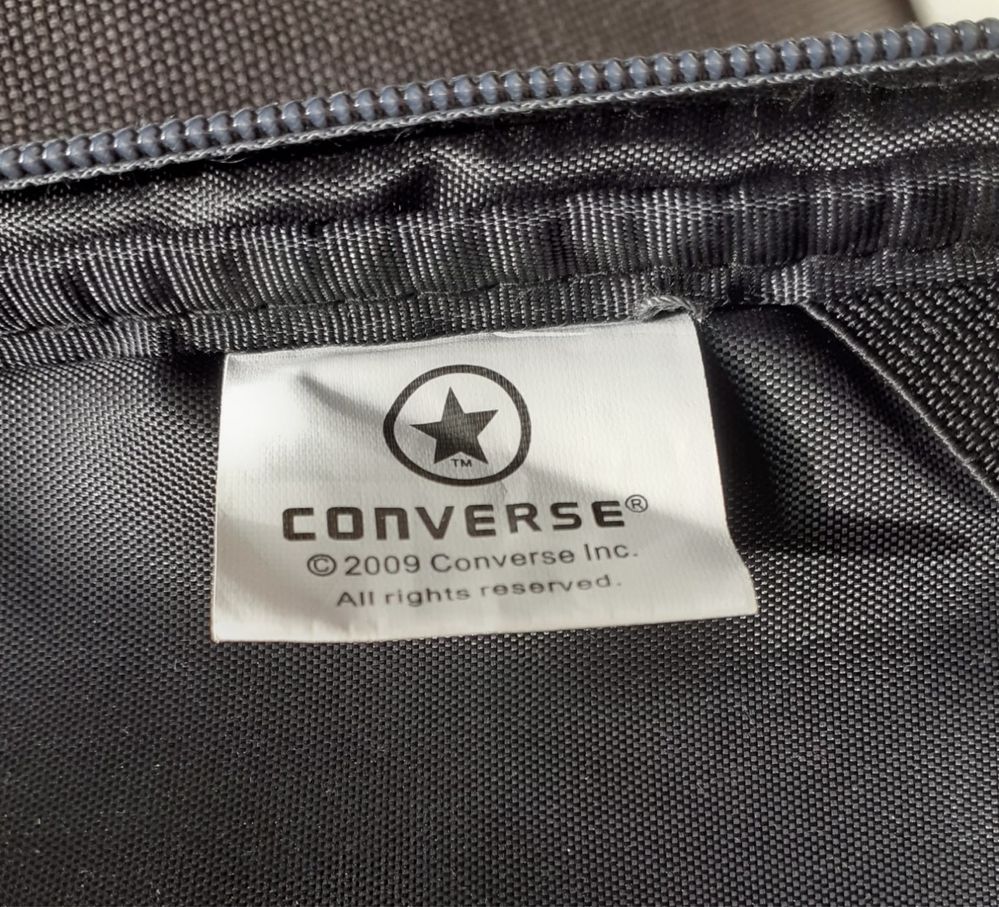 TM
CONVERSE®
© 2009 Converse Inc.
All rights reserved.